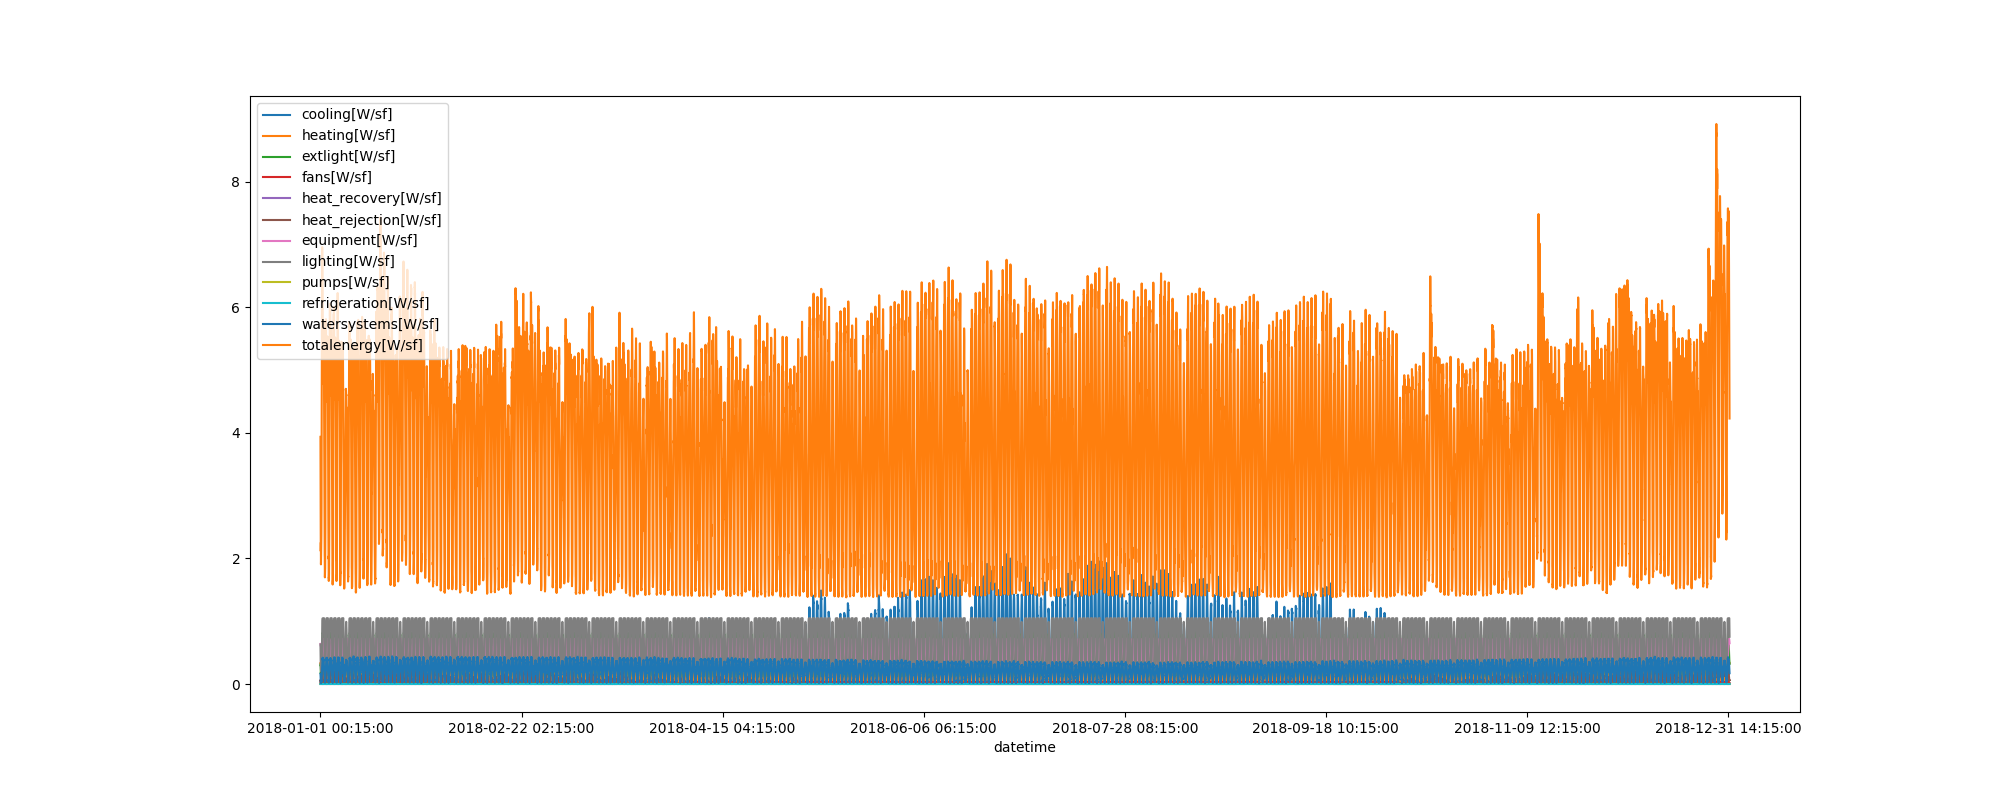 cooling[W/sf]
heating[W/sf]
extlight[W/sf]
fans[W/sf]
heat_recovery[W/sf]
heat_rejection[W/sf]
equipment[W/sf]
lighting[W/sf]
pumps[W/sf]
refrigeration[W/sf]
watersystems[W/sf]
totalenergy[W/sf]
8
6
4
2
0
2018-01-01 00:15:00 2018-02-22 02:15:00 2018-04-15 04:15:00 2018-06-06 06:15:00 2018-07-28 08:15:00 2018-09-18 10:15:00 2018-11-09 12:15:00 2018-12-31 14:15:00
datetime